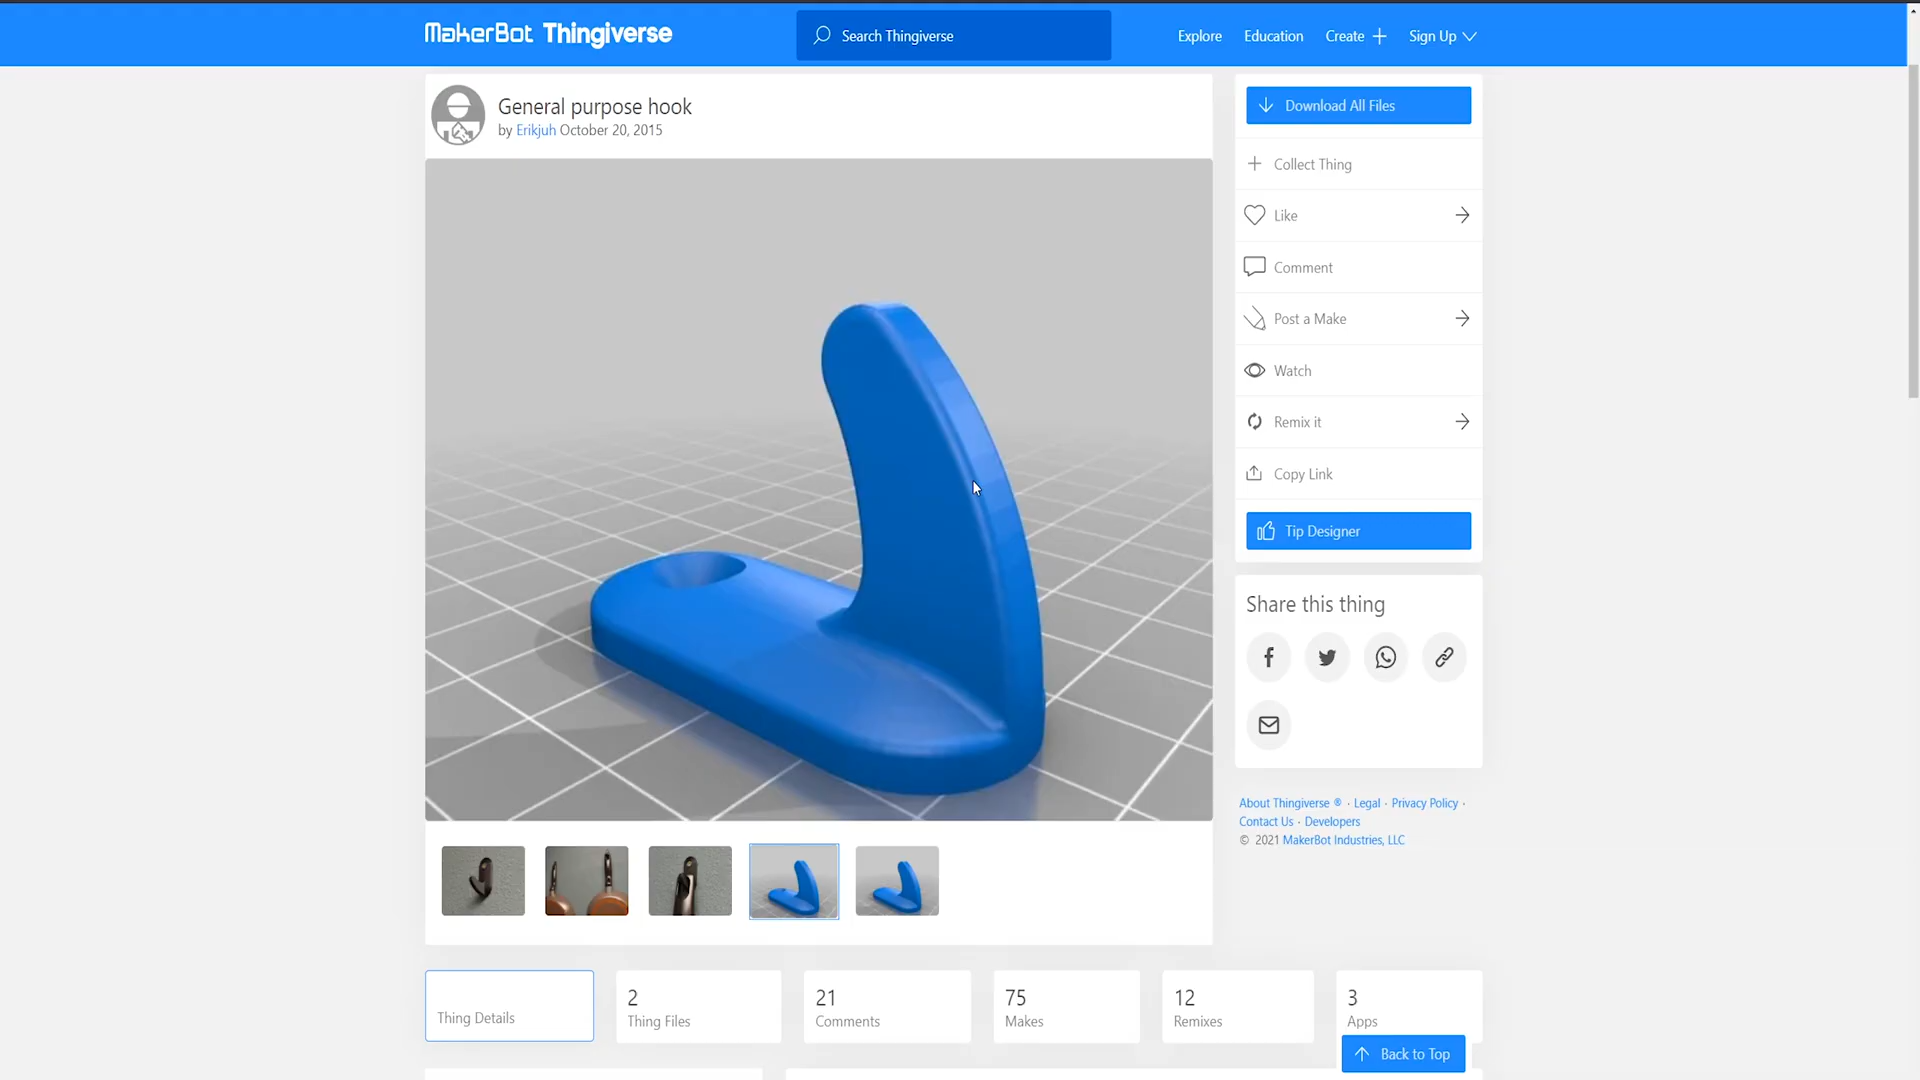 MakerBot Thingiverse
Search Thingiverse
Explore
Education
Create
Sign Up
General purpose hook
by Erikjuh October 20, 2015
Download All Files
Collect Thing
Like
Comment
Post a Make
Watch
Remix it
Copy Link
Tip Designer
Share this thing
About Thingiverse ® · Legal · Privacy Policy ·
Contact Us · Developers
© 2021 MakerBot Industries, LLC
Thing Details
2
Thing Files
21
Comments
75
Makes
12
Remixes
3
Apps
Back to Top